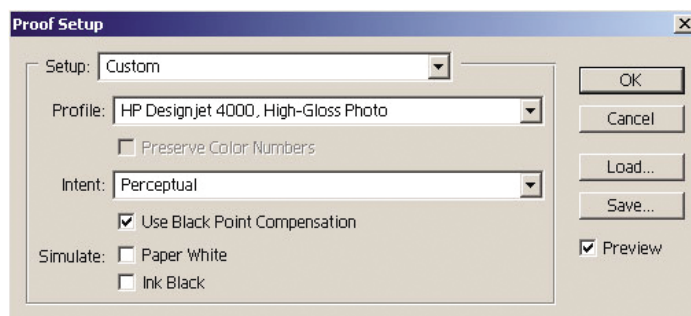 Proof Setup
Setup: Custom
OK
Profile: HP Designjet 4000, High-Gloss Photo
Cancel
Preserve Color Numbers
Load...
Intent: Perceptual
Save...
Use Black Point Compensation
Simulate: Paper White
Preview
Ink Black